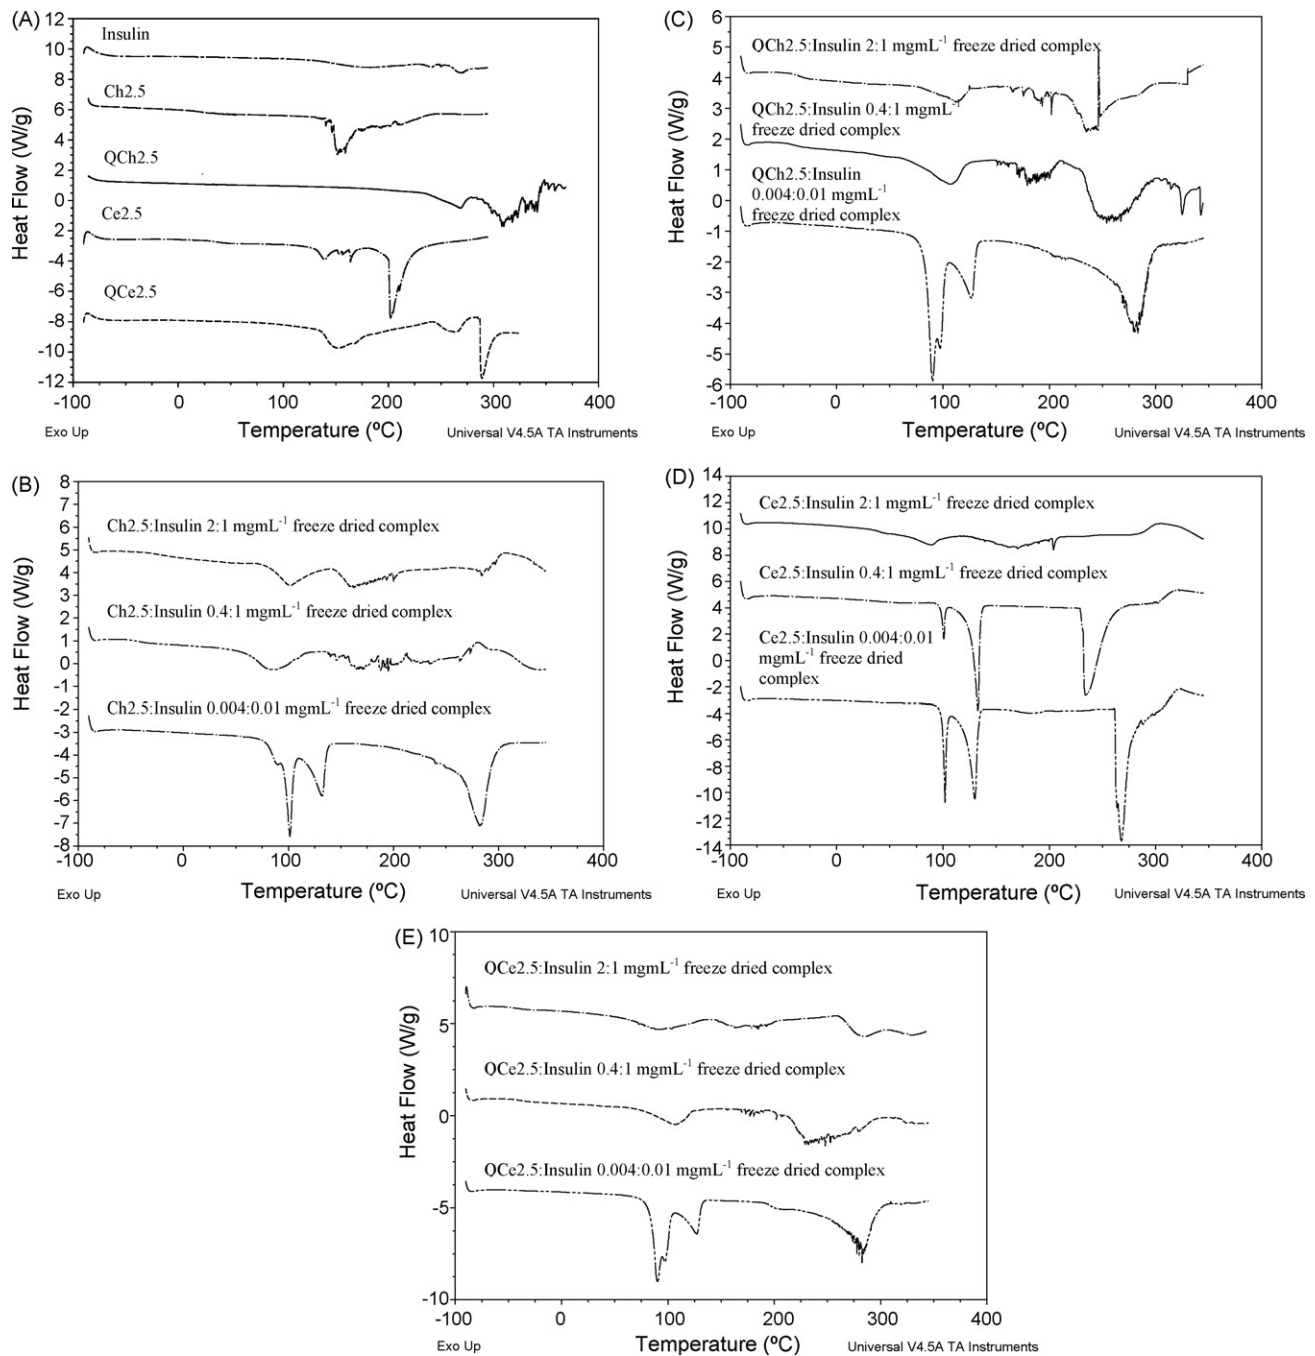 (A)
12
10
8
6
4
2
0
-2
-4
-6
-8
-10
-12
Heat Flow (W/g)
Insulin
Ch2.5
QCh2.5
Ce2.5
QCe2.5
-100 0 100 200 300 400
Exo Up
Temperature (ºC)
Universal V4.5A TA Instruments
(C)
6
5
4
3
2
1
0
-1
-2
-3
-4
-5
-6
Heat Flow (W/g)
QCh2.5:Insulin 2:1 mgmL⁻¹ freeze dried complex
QCh2.5:Insulin 0.4:1 mgmL⁻¹
freeze dried complex
QCh2.5:Insulin
0.004:0.01 mgmL⁻¹
freeze dried complex
-100 0 100 200 300 400
Exo Up
Temperature (ºC)
Universal V4.5A TA Instruments
(B)
8
7
6
5
4
3
2
1
0
-1
-2
-3
-4
-5
-6
-7
-8
Heat Flow (W/g)
Ch2.5:Insulin 2:1 mgmL⁻¹ freeze dried complex
Ch2.5:Insulin 0.4:1 mgmL⁻¹ freeze dried complex
Ch2.5:Insulin 0.004:0.01 mgmL⁻¹ freeze dried complex
-100 0 100 200 300 400
Exo Up
Temperature (ºC)
Universal V4.5A TA Instruments
(D)
14
12
10
8
6
4
2
0
-2
-4
-6
-8
-10
-14
Heat Flow (W/g)
Ce2.5:Insulin 2:1 mgmL⁻¹ freeze dried complex
Ce2.5:Insulin 0.4:1 mgmL⁻¹ freeze dried complex
Ce2.5:Insulin 0.004:0.01
mgmL⁻¹ freeze dried
complex
-100 0 100 200 300 400
Exo Up
Temperature (ºC)
Universal V4.5A TA Instruments
(E)
10
5
0
-5
-10
Heat Flow (W/g)
QCe2.5:Insulin 2:1 mgmL⁻¹ freeze dried complex
QCe2.5:Insulin 0.4:1 mgmL⁻¹ freeze dried complex
QCe2.5:Insulin 0.004:0.01 mgmL⁻¹ freeze dried complex
-100 0 100 200 300 400
Exo Up
Temperature (ºC)
Universal V4.5A TA Instruments